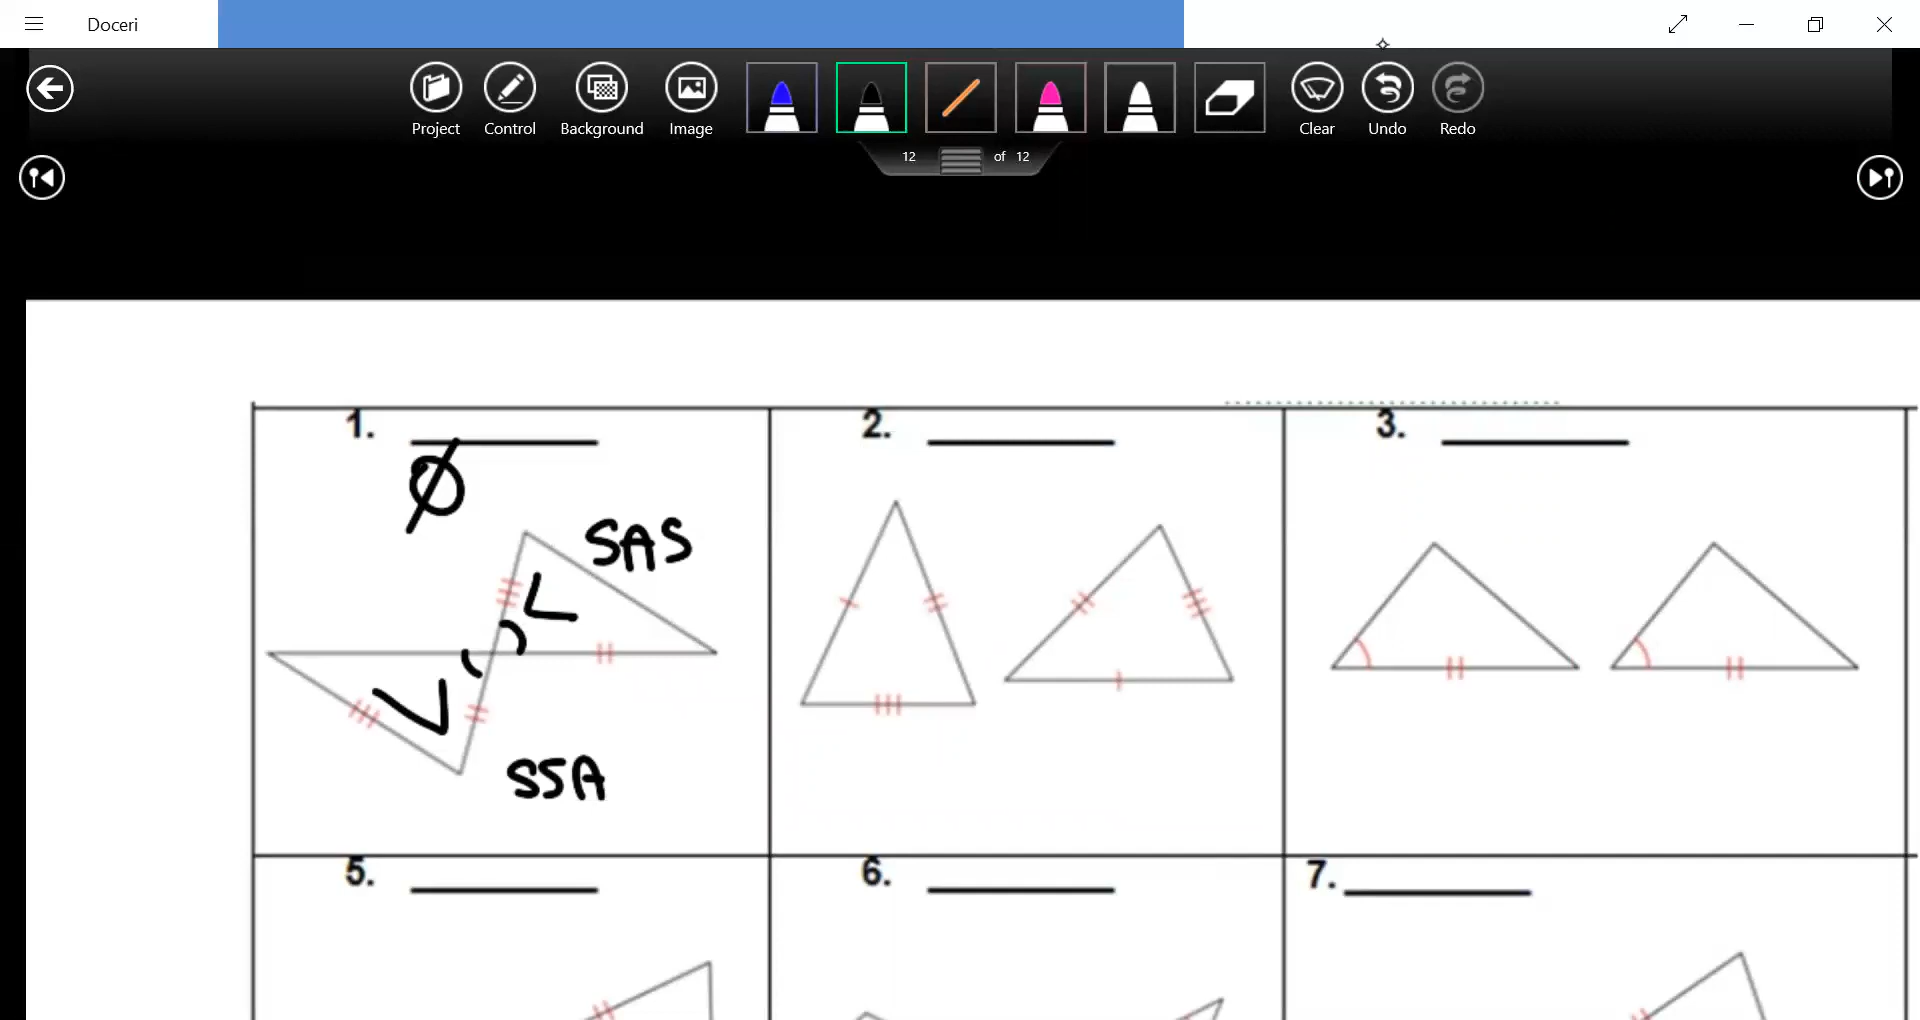 Doceri
Project Control Background Image Clear Undo Redo
12 of 12
1. 2. 3.
Ø
SAS
SSA
5. 6. 7.